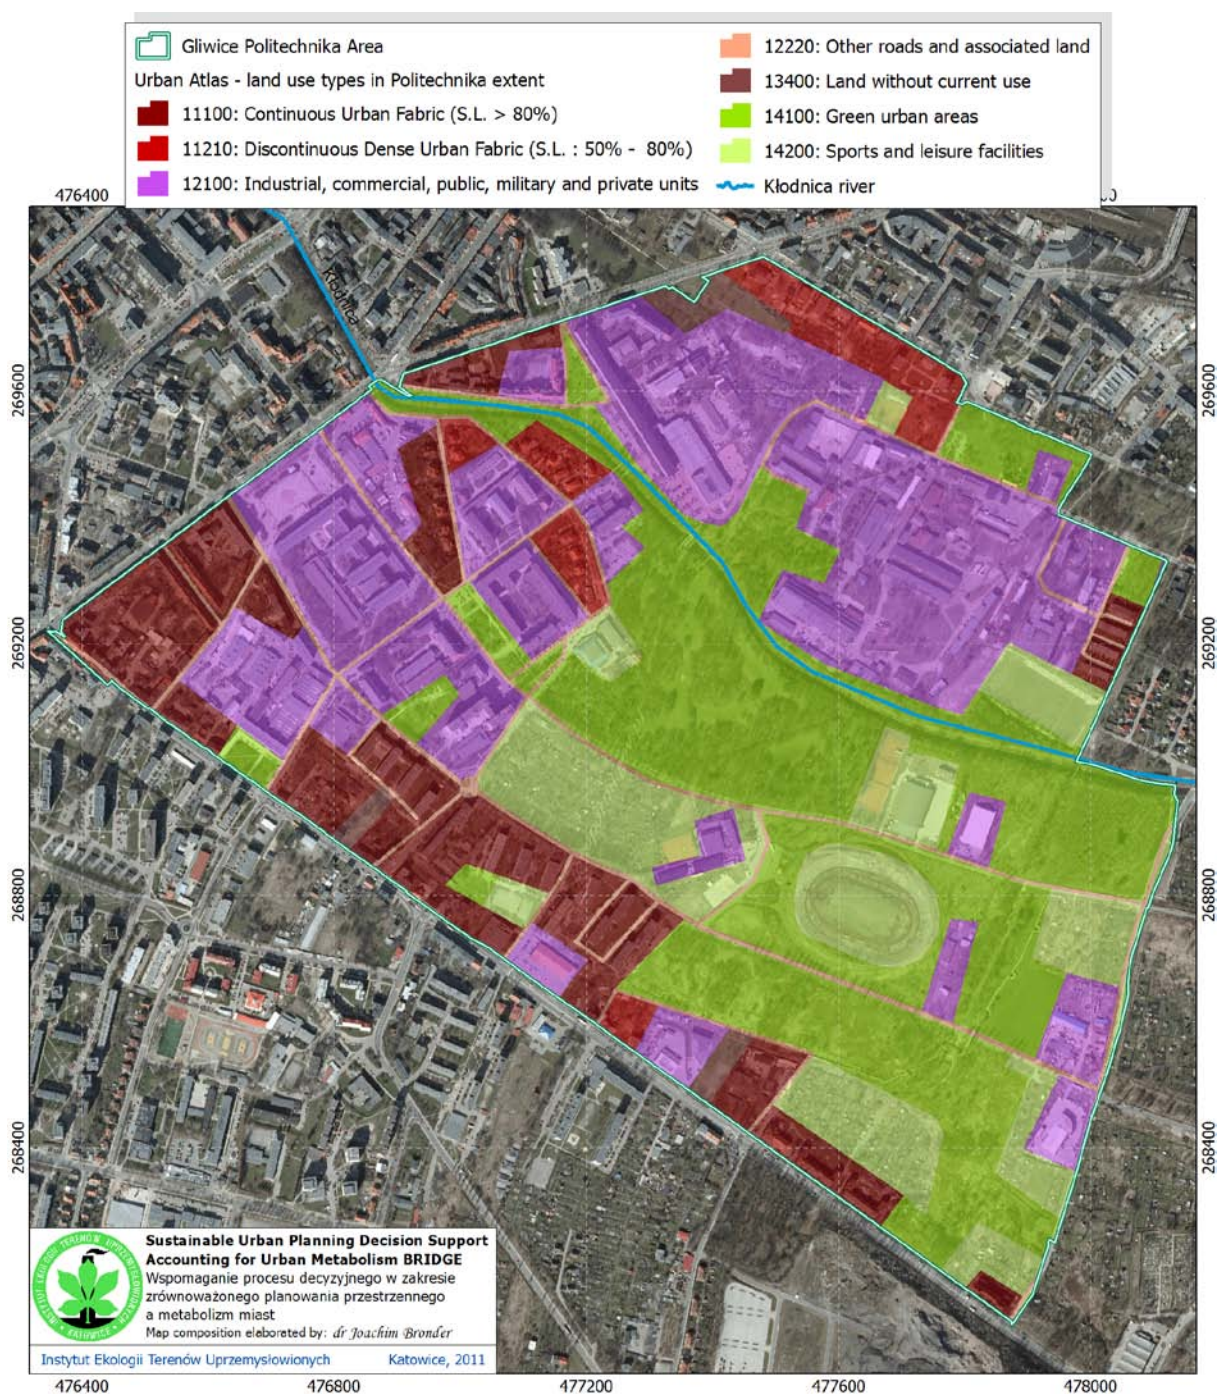 Gliwice Politechnika Area
Urban Atlas - land use types in Politechnika extent
11100: Continuous Urban Fabric (S.L. > 80%)
11210: Discontinuous Dense Urban Fabric (S.L. : 50% - 80%)
12100: Industrial, commercial, public, military and private units
12220: Other roads and associated land
13400: Land without current use
14100: Green urban areas
14200: Sports and leisure facilities
Kłodnica river
476400
Kłodnica
269600
269600
269200
269200
268800
268800
268400
268400
INSTYTUT EKOLOGII TERENÓW UPRZEMYSŁOWIONYCH
KATOWICE
Sustainable Urban Planning Decision Support
Accounting for Urban Metabolism BRIDGE
Wspomaganie procesu decyzyjnego w zakresie
zrównoważonego planowania przestrzennego
a metabolizm miast
Map composition elaborated by: dr Joachim Bronder
Instytut Ekologii Terenów Uprzemysłowionych Katowice, 2011
476400 476800 477200 477600 478000